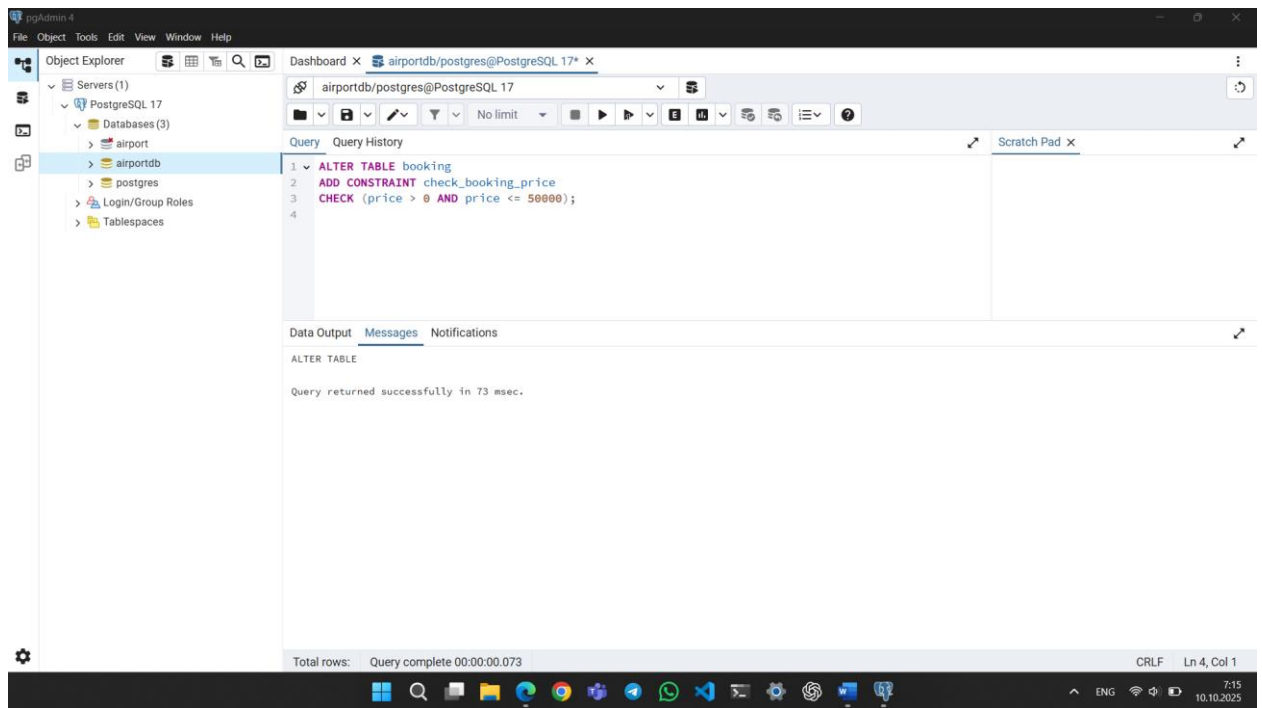 pgAdmin 4
File Object Tools Edit View Window Help
Object Explorer
Dashboard airportdb/postgres@PostgreSQL 17*
Servers (1)
PostgreSQL 17
Databases (3)
airport
airportdb
postgres
Login/Group Roles
Tablespaces
airportdb/postgres@PostgreSQL 17
No limit
Query Query History
Scratch Pad
1 ALTER TABLE booking
2 ADD CONSTRAINT check_booking_price
3 CHECK (price > 0 AND price <= 50000);
4
Data Output Messages Notifications
ALTER TABLE
Query returned successfully in 73 msec.
Total rows: Query complete 00:00:00.073
CRLF Ln 4, Col 1
ENG
7:15
10.10.2025